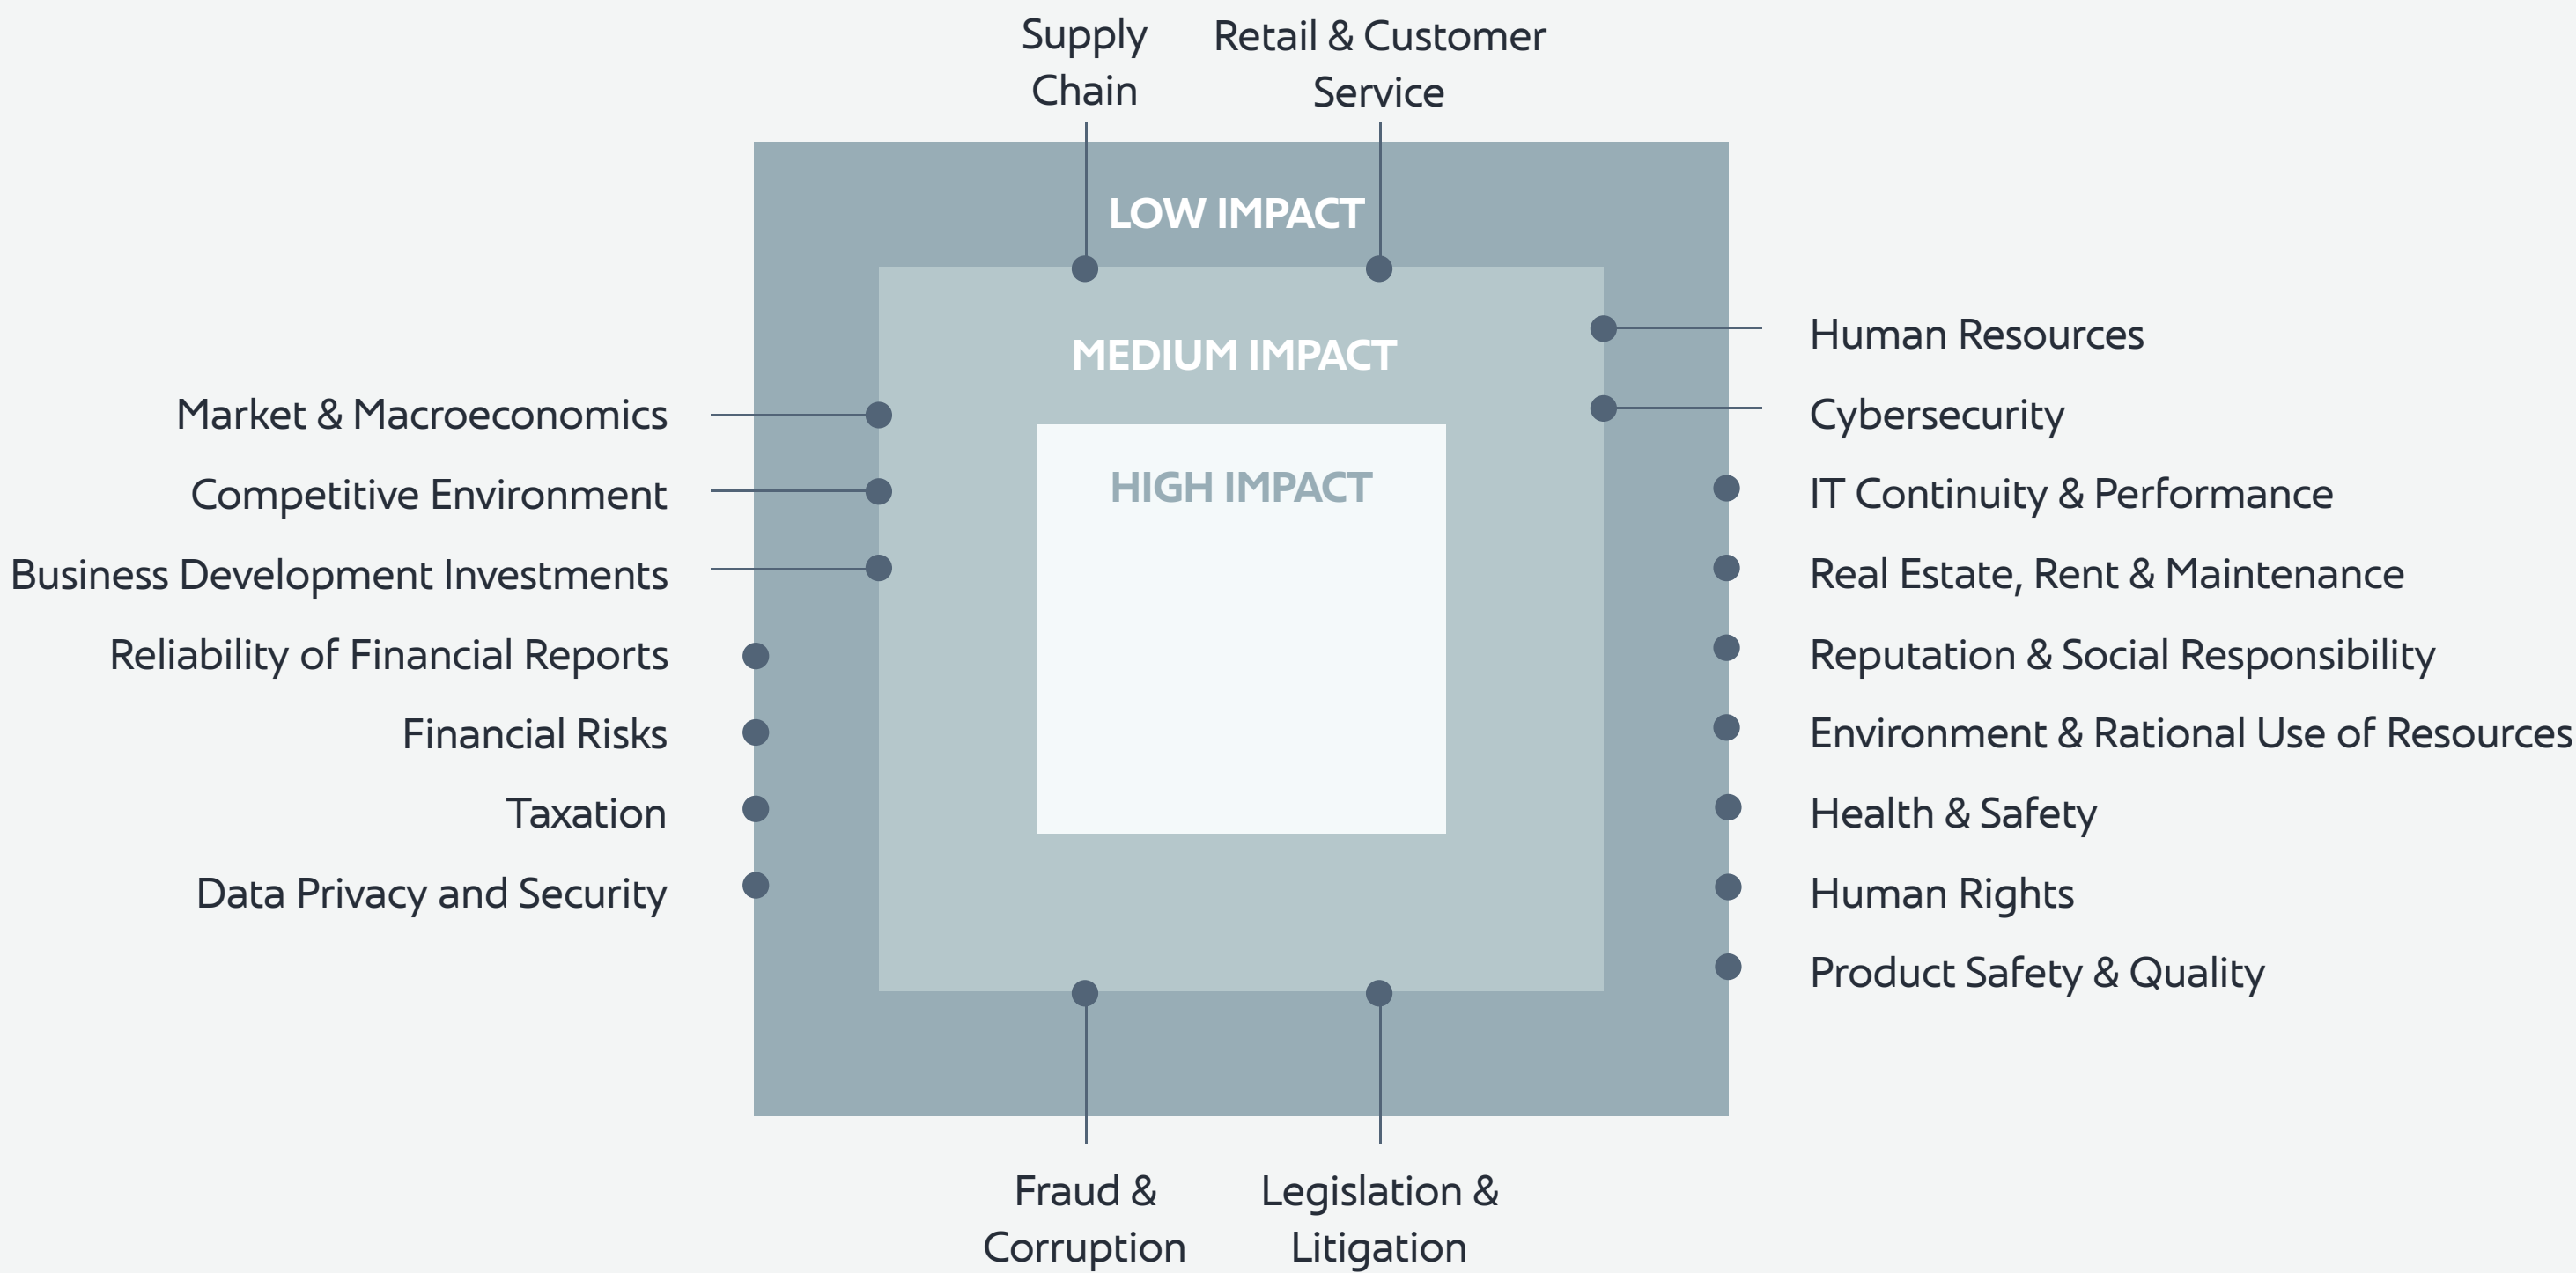 Supply
Chain
Retail & Customer
Service
LOW IMPACT
MEDIUM IMPACT
HIGH IMPACT
Market & Macroeconomics
Competitive Environment
Business Development Investments
Reliability of Financial Reports
Financial Risks
Taxation
Data Privacy and Security
Human Resources
Cybersecurity
IT Continuity & Performance
Real Estate, Rent & Maintenance
Reputation & Social Responsibility
Environment & Rational Use of Resources
Health & Safety
Human Rights
Product Safety & Quality
Fraud &
Corruption
Legislation &
Litigation